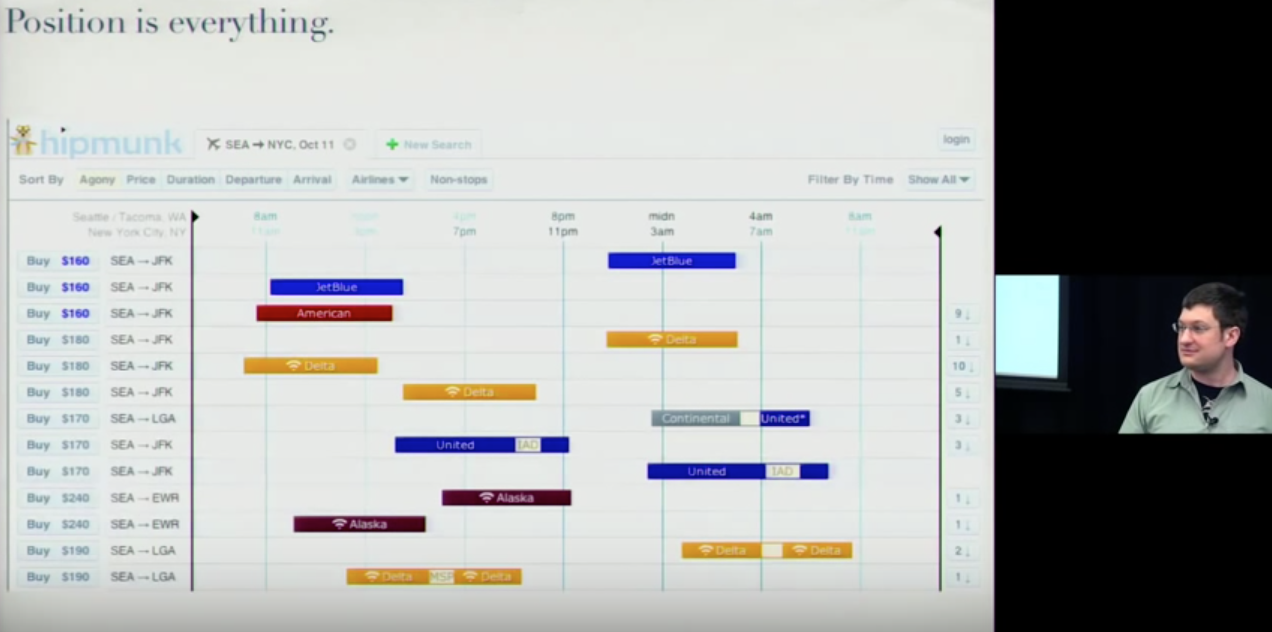 Position is everything.
hipmunk SEA → NYC, Oct 11 + New Search login
Sort By Agony Price Duration Departure Arrival Airlines ▼ Non-stops Filter By Time Show All ▼
Seattle / Tacoma, WA 8am 4pm 8pm midn 4am 8am
New York City, NY 11am 7pm 11pm 3am 7am 11am
Buy $160 SEA → JFK JetBlue
Buy $160 SEA → JFK JetBlue
Buy $160 SEA → JFK American 9↓
Buy $180 SEA → JFK Delta 1↓
Buy $180 SEA → JFK Delta 10↓
Buy $180 SEA → JFK Delta 5↓
Buy $170 SEA → LGA Continental United* 3↓
Buy $170 SEA → JFK United IAD 3↓
Buy $170 SEA → JFK United IAD
Buy $240 SEA → EWR Alaska 1↓
Buy $240 SEA → EWR Alaska 1↓
Buy $190 SEA → LGA Delta Delta 2↓
Buy $190 SEA → LGA Delta MSP Delta 1↓